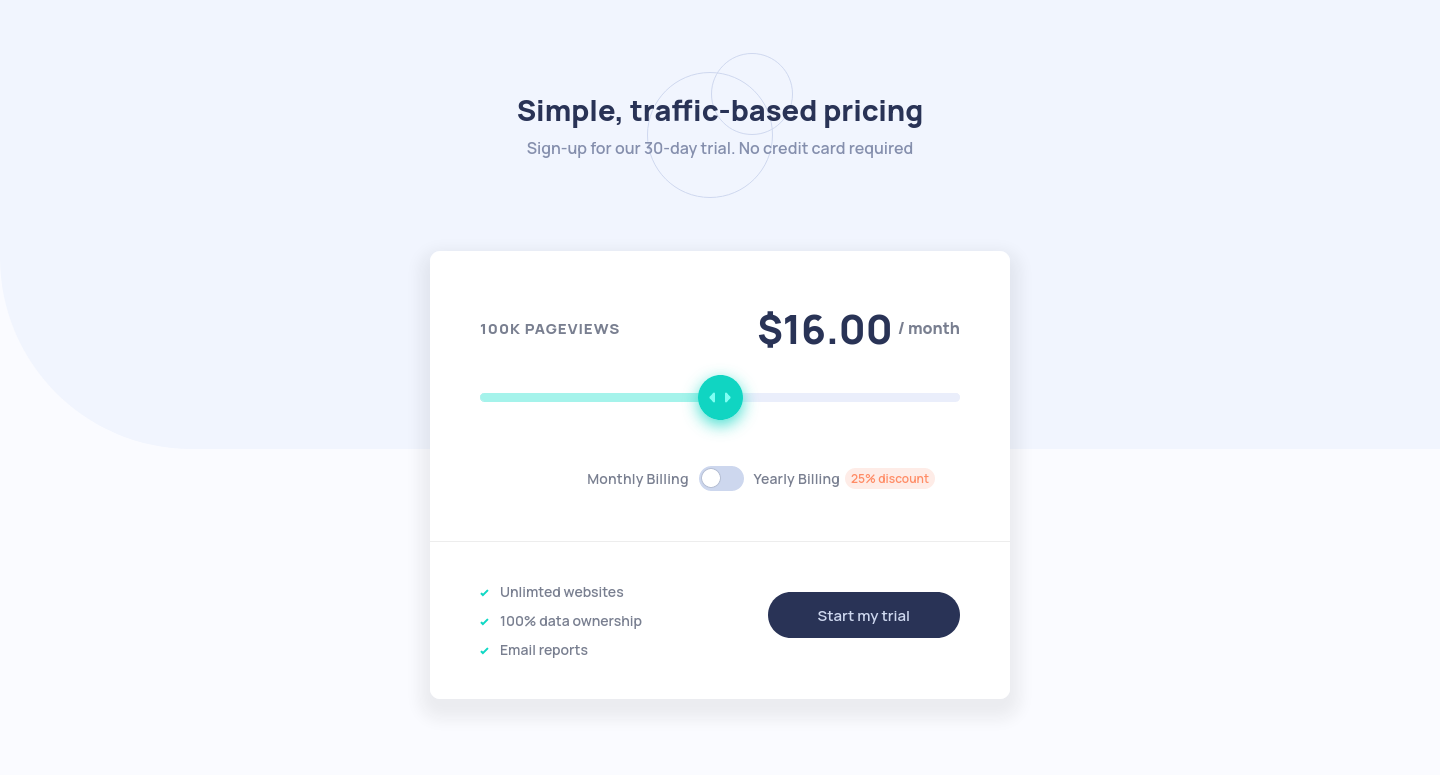 Simple, traffic-based pricing
Sign-up for our 30-day trial. No credit card required
100K PAGEVIEWS $16.00 / month
Monthly Billing Yearly Billing 25% discount
Unlimted websites
100% data ownership
Email reports
Start my trial